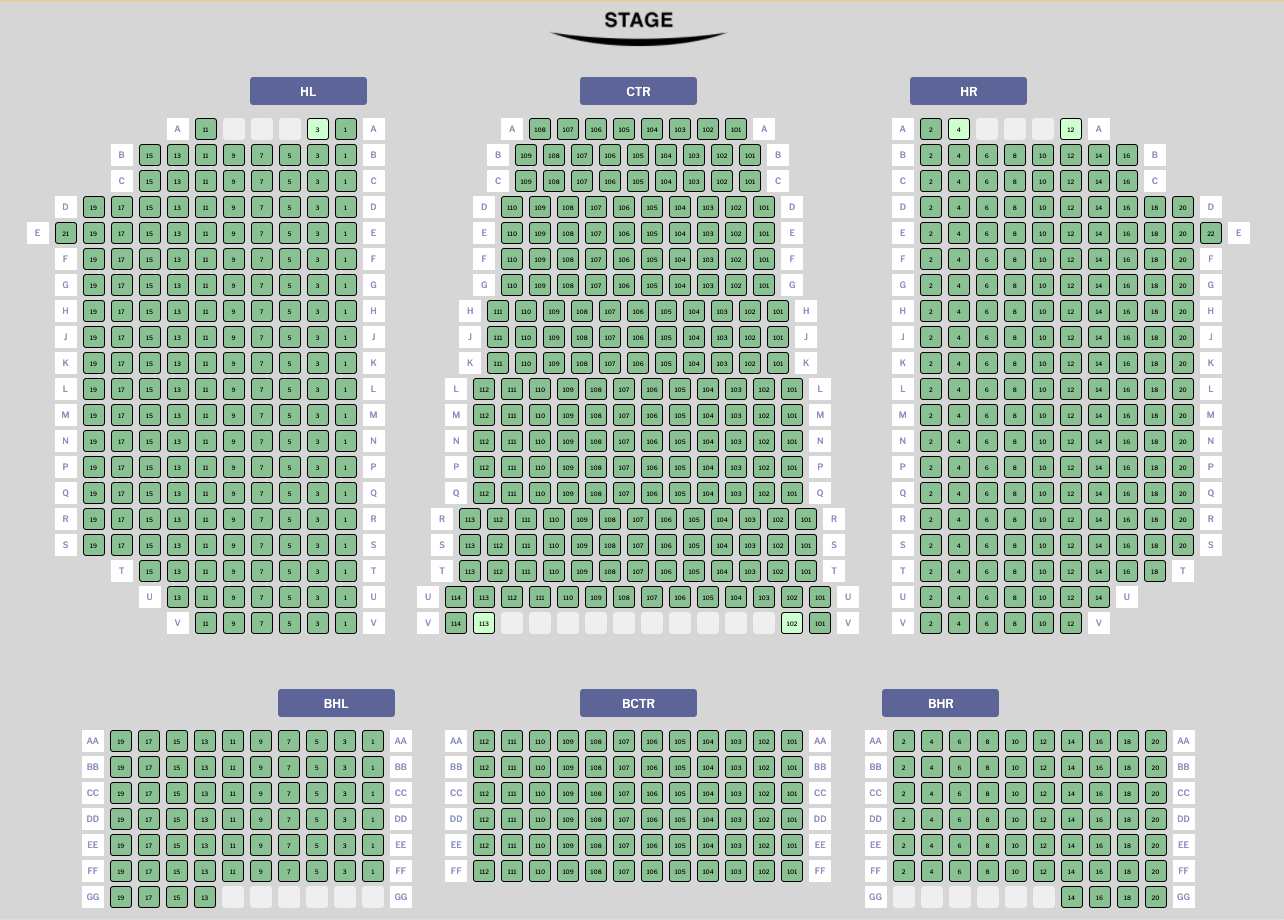 STAGE
HL CTR HR
A 11 3 1 A A 108 107 106 105 104 103 102 101 A A 2 4 12 A
B 15 13 11 9 7 5 3 1 B B 109 108 107 106 105 104 103 102 101 B B 2 4 6 8 10 12 14 16 B
C 15 13 11 9 7 5 3 1 C C 109 108 107 106 105 104 103 102 101 C C 2 4 6 8 10 12 14 16 C
D 19 17 15 13 11 9 7 5 3 1 D D 110 109 108 107 106 105 104 103 102 101 D D 2 4 6 8 10 12 14 16 18 20 D
E 21 19 17 15 13 11 9 7 5 3 1 E E 110 109 108 107 106 105 104 103 102 101 E E 2 4 6 8 10 12 14 16 18 20 22 E
F 19 17 15 13 11 9 7 5 3 1 F F 110 109 108 107 106 105 104 103 102 101 F F 2 4 6 8 10 12 14 16 18 20 F
G 19 17 15 13 11 9 7 5 3 1 G G 110 109 108 107 106 105 104 103 102 101 G G 2 4 6 8 10 12 14 16 18 20 G
H 19 17 15 13 11 9 7 5 3 1 H H 111 110 109 108 107 106 105 104 103 102 101 H H 2 4 6 8 10 12 14 16 18 20 H
J 19 17 15 13 11 9 7 5 3 1 J J 111 110 109 108 107 106 105 104 103 102 101 J J 2 4 6 8 10 12 14 16 18 20 J
K 19 17 15 13 11 9 7 5 3 1 K K 111 110 109 108 107 106 105 104 103 102 101 K K 2 4 6 8 10 12 14 16 18 20 K
L 19 17 15 13 11 9 7 5 3 1 L L 112 111 110 109 108 107 106 105 104 103 102 101 L L 2 4 6 8 10 12 14 16 18 20 L
M 19 17 15 13 11 9 7 5 3 1 M M 112 111 110 109 108 107 106 105 104 103 102 101 M M 2 4 6 8 10 12 14 16 18 20 M
N 19 17 15 13 11 9 7 5 3 1 N N 112 111 110 109 108 107 106 105 104 103 102 101 N N 2 4 6 8 10 12 14 16 18 20 N
P 19 17 15 13 11 9 7 5 3 1 P P 112 111 110 109 108 107 106 105 104 103 102 101 P P 2 4 6 8 10 12 14 16 18 20 P
Q 19 17 15 13 11 9 7 5 3 1 Q Q 112 111 110 109 108 107 106 105 104 103 102 101 Q Q 2 4 6 8 10 12 14 16 18 20 Q
R 19 17 15 13 11 9 7 5 3 1 R R 113 112 111 110 109 108 107 106 105 104 103 102 101 R R 2 4 6 8 10 12 14 16 18 20 R
S 19 17 15 13 11 9 7 5 3 1 S S 113 112 111 110 109 108 107 106 105 104 103 102 101 S S 2 4 6 8 10 12 14 16 18 20 S
T 15 13 11 9 7 5 3 1 T T 113 112 111 110 109 108 107 106 105 104 103 102 101 T T 2 4 6 8 10 12 14 16 18 T
U 13 11 9 7 5 3 1 U U 114 113 112 111 110 109 108 107 106 105 104 103 102 101 U U 2 4 6 8 10 12 14 U
V 11 9 7 5 3 1 V V 114 113 102 101 V V 2 4 6 8 10 12 V
BHL BCTR BHR
AA 19 17 15 13 11 9 7 5 3 1 AA AA 112 111 110 109 108 107 106 105 104 103 102 101 AA AA 2 4 6 8 10 12 14 16 18 20 AA
BB 19 17 15 13 11 9 7 5 3 1 BB BB 112 111 110 109 108 107 106 105 104 103 102 101 BB BB 2 4 6 8 10 12 14 16 18 20 BB
CC 19 17 15 13 11 9 7 5 3 1 CC CC 112 111 110 109 108 107 106 105 104 103 102 101 CC CC 2 4 6 8 10 12 14 16 18 20 CC
DD 19 17 15 13 11 9 7 5 3 1 DD DD 112 111 110 109 108 107 106 105 104 103 102 101 DD DD 2 4 6 8 10 12 14 16 18 20 DD
EE 19 17 15 13 11 9 7 5 3 1 EE EE 112 111 110 109 108 107 106 105 104 103 102 101 EE EE 2 4 6 8 10 12 14 16 18 20 EE
FF 19 17 15 13 11 9 7 5 3 1 FF FF 112 111 110 109 108 107 106 105 104 103 102 101 FF FF 2 4 6 8 10 12 14 16 18 20 FF
GG 19 17 15 13 GG GG 14 16 18 20 GG